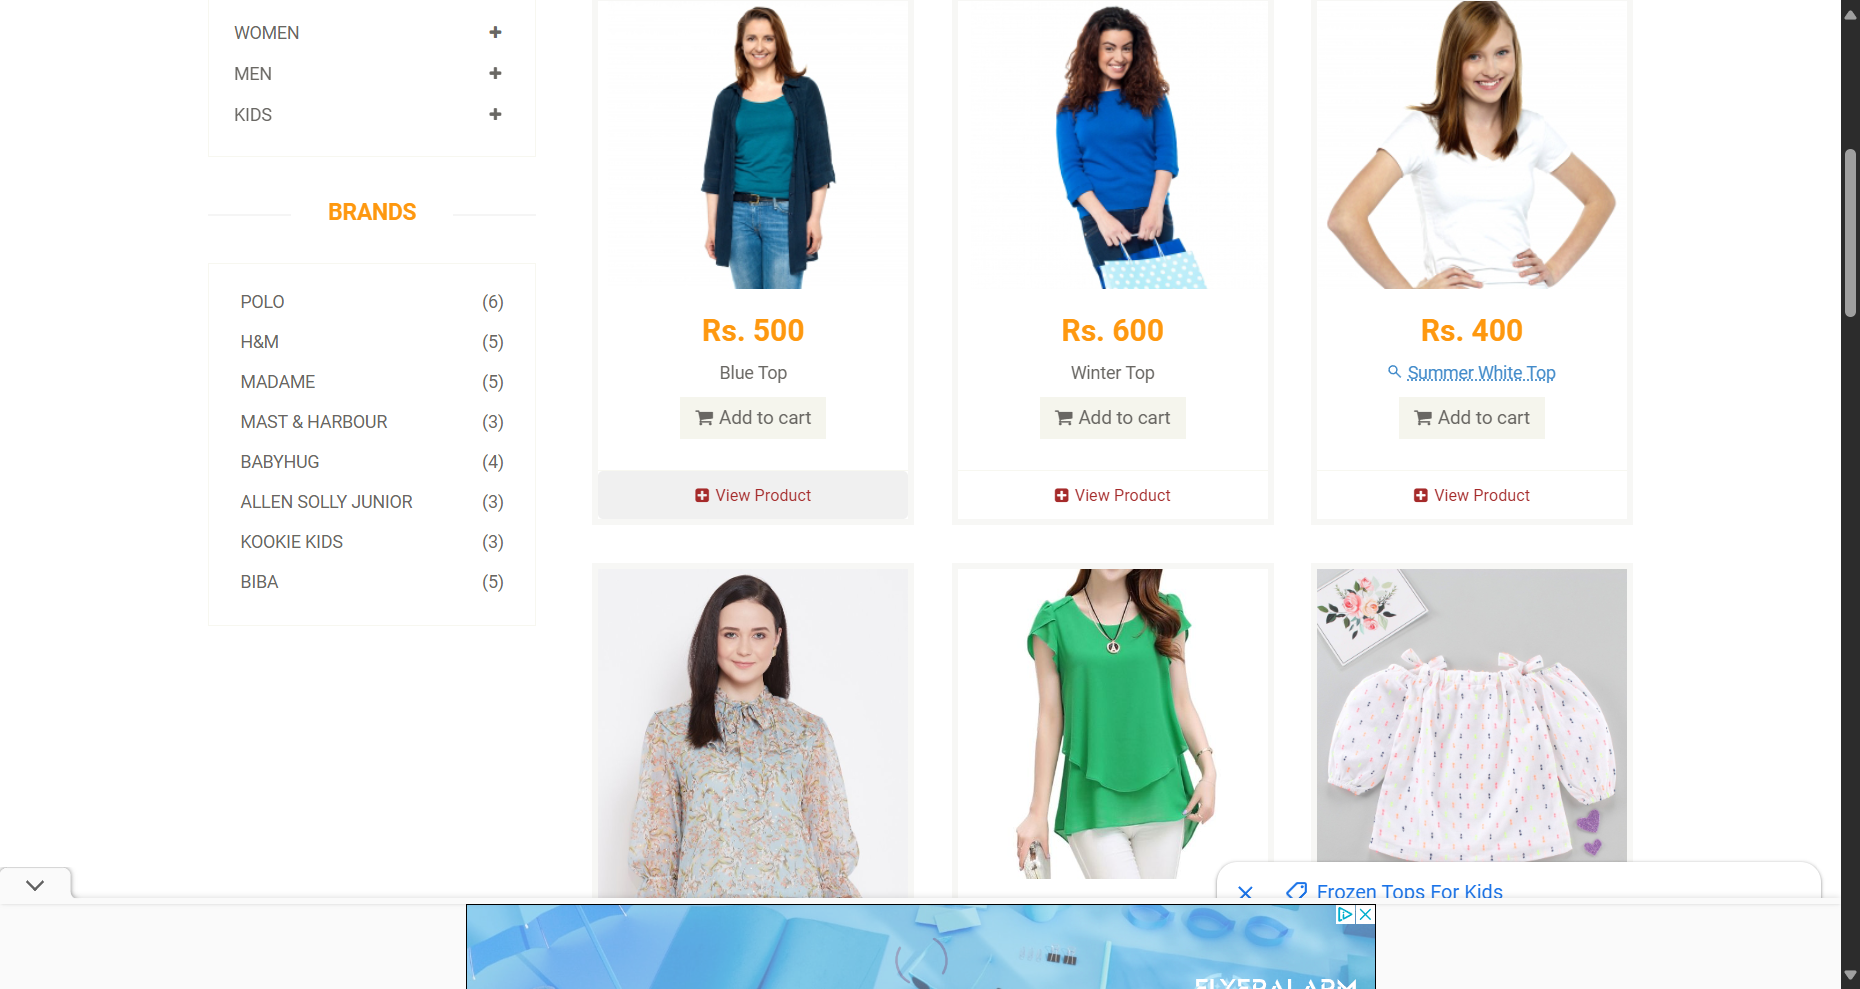 WOMEN
MEN
KIDS
BRANDS
POLO (6)
H&M (5)
MADAME (5)
MAST & HARBOUR (3)
BABYHUG (4)
ALLEN SOLLY JUNIOR (3)
KOOKIE KIDS (3)
BIBA (5)
Rs. 500
Blue Top
Add to cart
View Product
Rs. 600
Winter Top
Add to cart
View Product
Rs. 400
Summer White Top
Add to cart
View Product
Frozen Tops For Kids
FLYERALARM